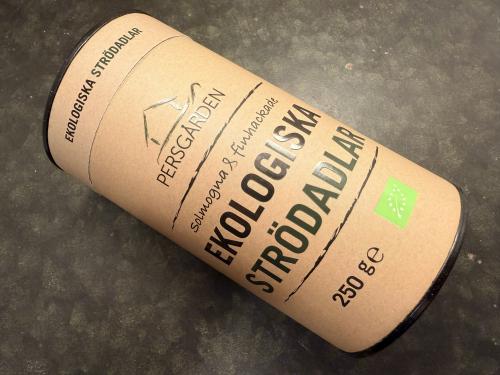 EKOLOGISKA STRÖDADLAR
PERSGÅRDEN
Solmogna & finhackade
EKOLOGISKA
STRÖDADLAR
250 g e